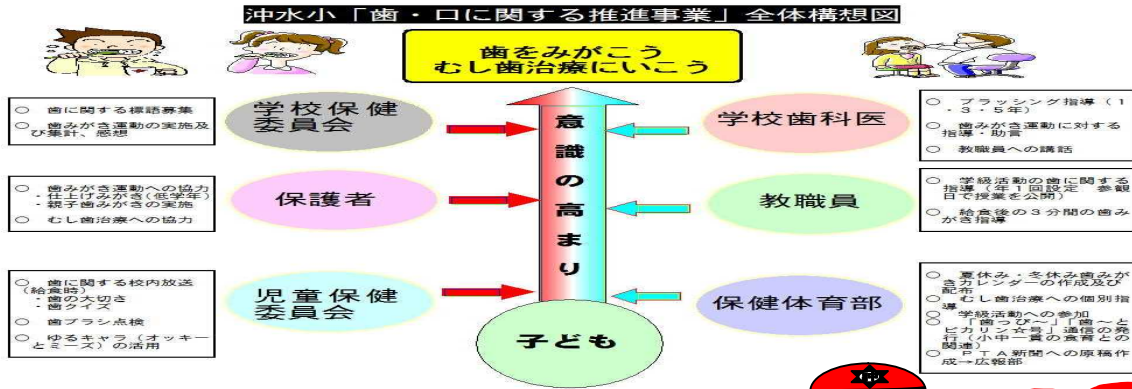 沖水小「歯・口に関する推進事業」全体構想図
歯をみがこう
むし歯治療にいこう
○ 歯に関する標語募集
○ 歯みがき運動の実施及
び集計、感想
学校保健
委員会
○ 歯みがき運動への協力
・仕上げみがき(低学年)
・親子歯みがきの実施
○ むし歯治療への協力
保護者
○ 歯に関する校内放送
(給食時)
・歯の大切さ
・歯クイズ
○ 歯ブラシ点検
○ ゆるキャラ(オッキー
とミーズ)の活用
児童保健
委員会
意識の高まり
子ども
学校歯科医
○ ブラッシング指導(1
・3・5年)
○ 歯みがき運動に対する
指導・助言
○ 教職員への講話
教職員
○ 学級活動の歯に関する
指導(年1回設定 参観
日で授業を公開)
○ 給食後の3分間の歯み
がき指導
保健体育部
○ 夏休み・冬休み歯みが
きカレンダーの作成及び
配布
○ むし歯治療への個別指
導
○ 学級活動への参加
○ 「歯っぴ~」「歯~と
ピカリン☆号」通信の発
行(小中一貫の食育との
関連)
○ PTA新聞への原稿作
成→広報部